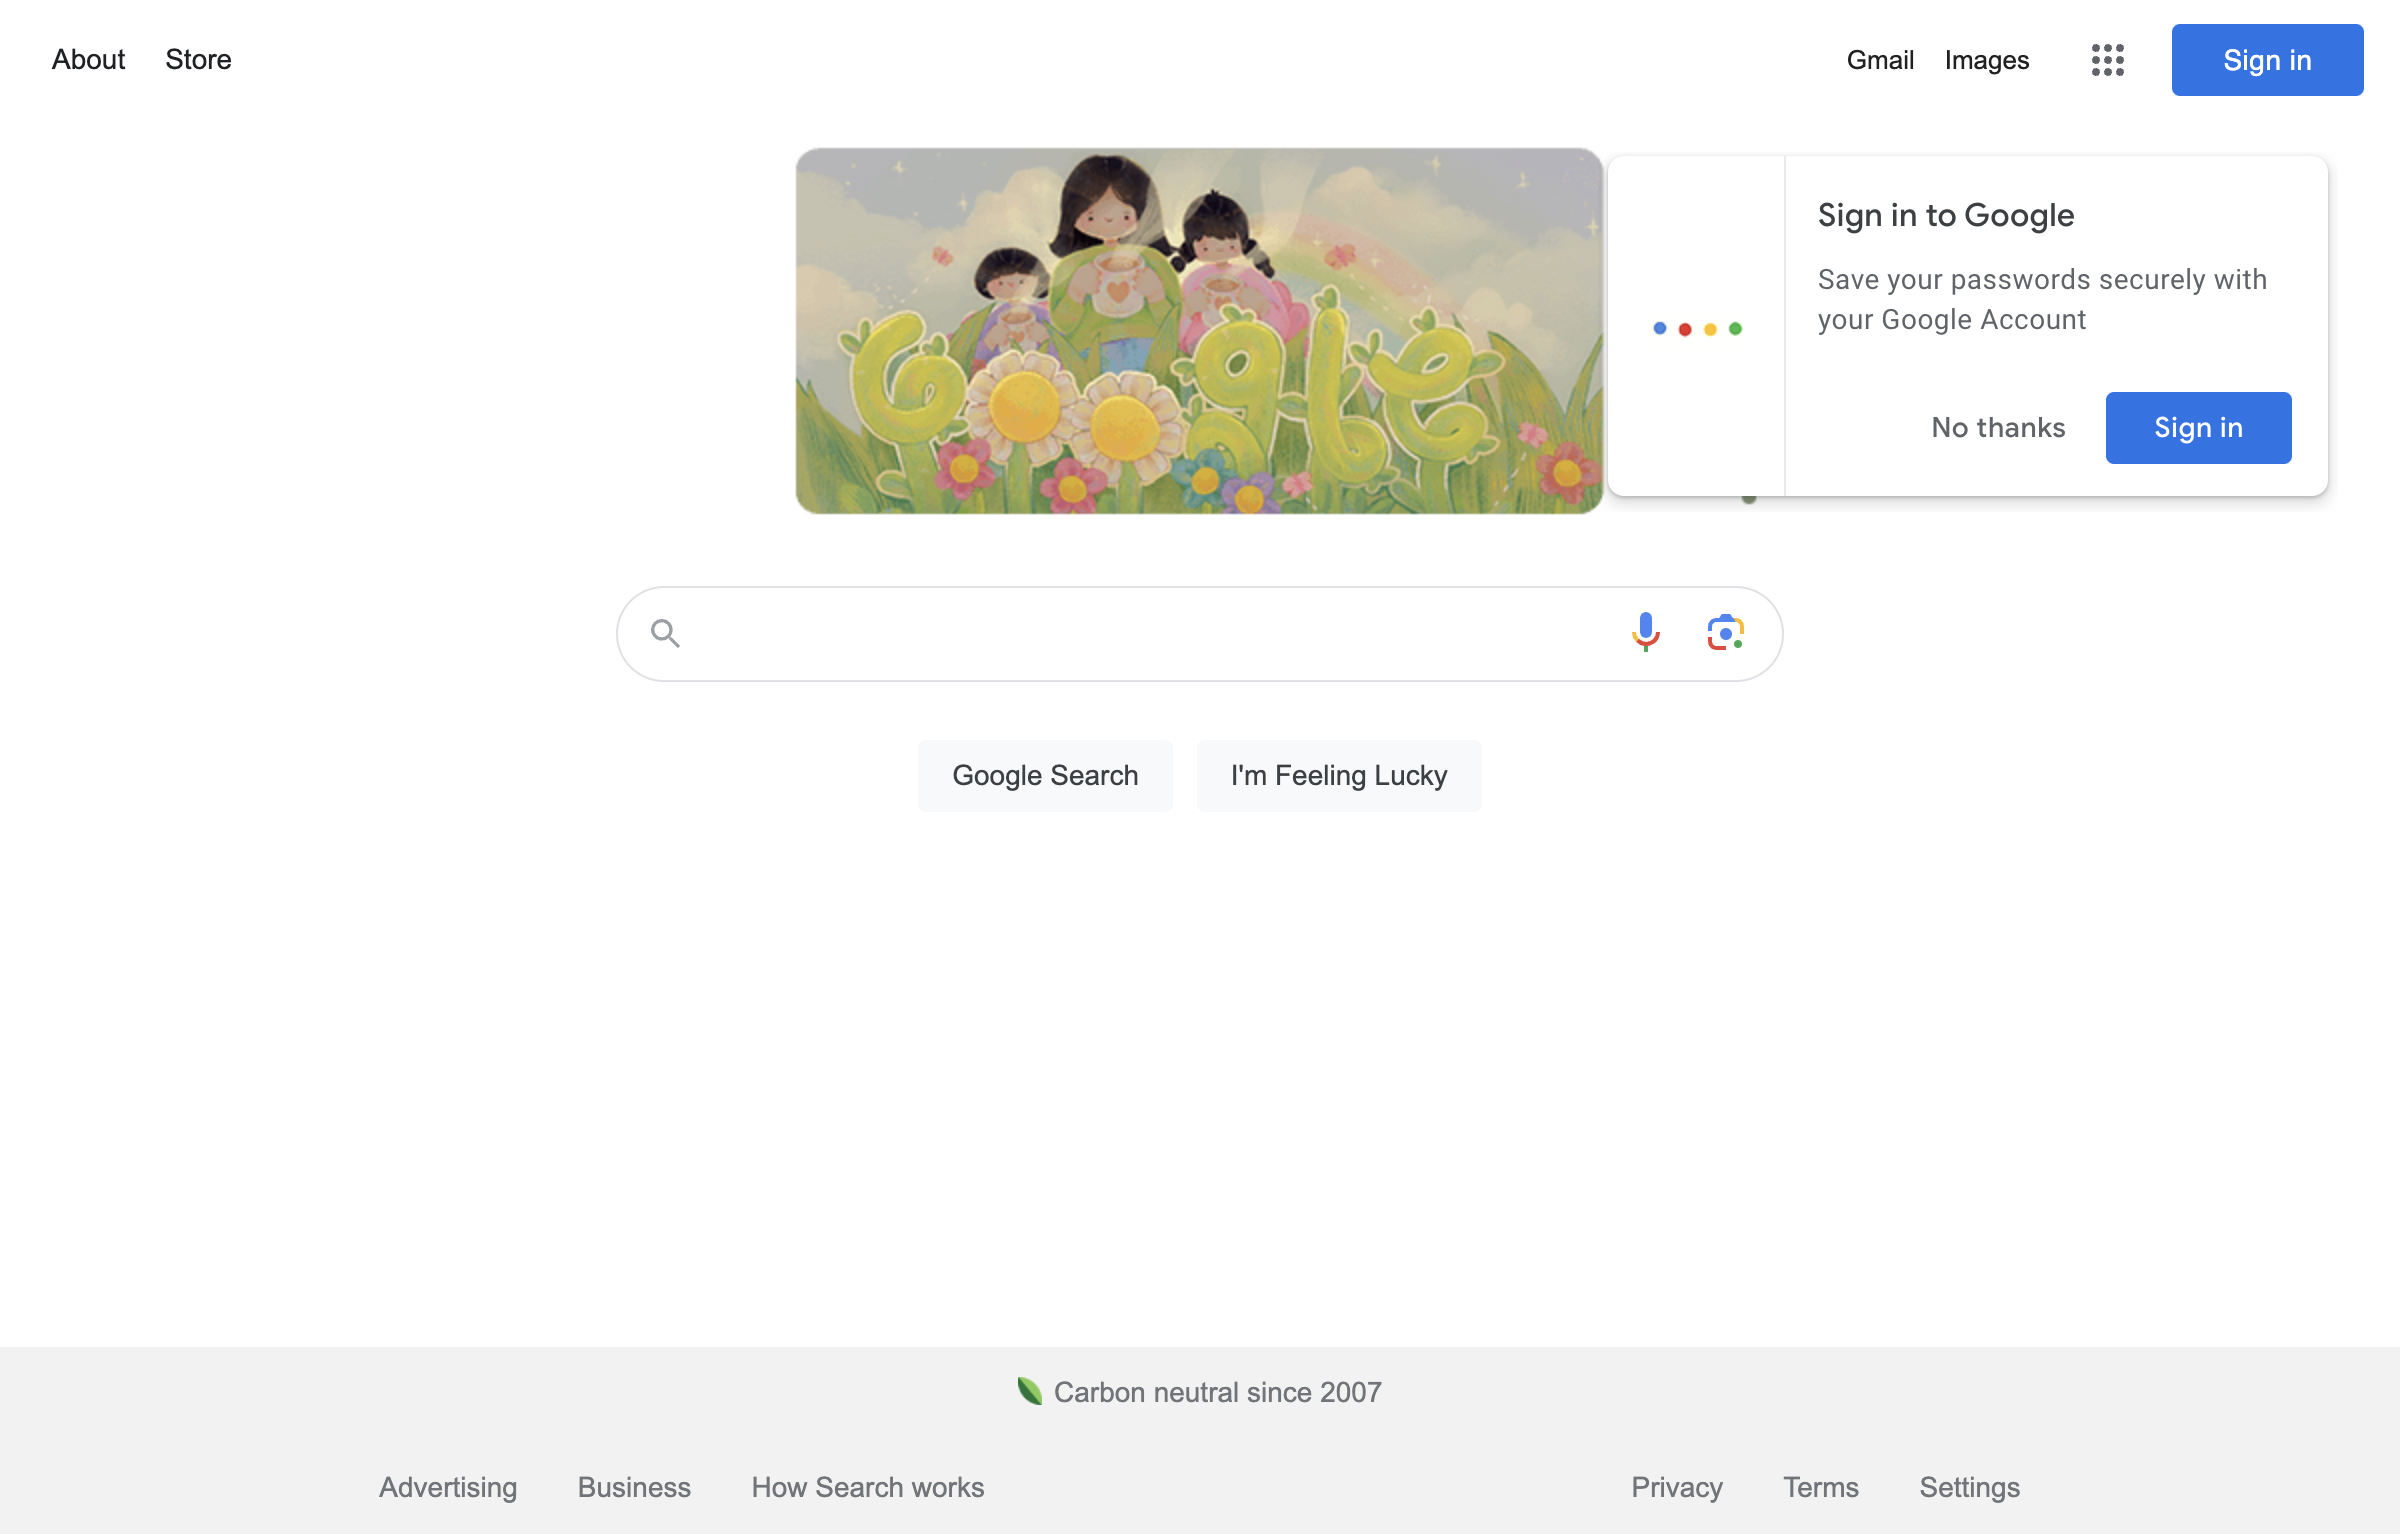 About Store
Gmail Images Sign in
Google
Sign in to Google
Save your passwords securely with
your Google Account
No thanks Sign in
Google Search I'm Feeling Lucky
Carbon neutral since 2007
Advertising Business How Search works
Privacy Terms Settings